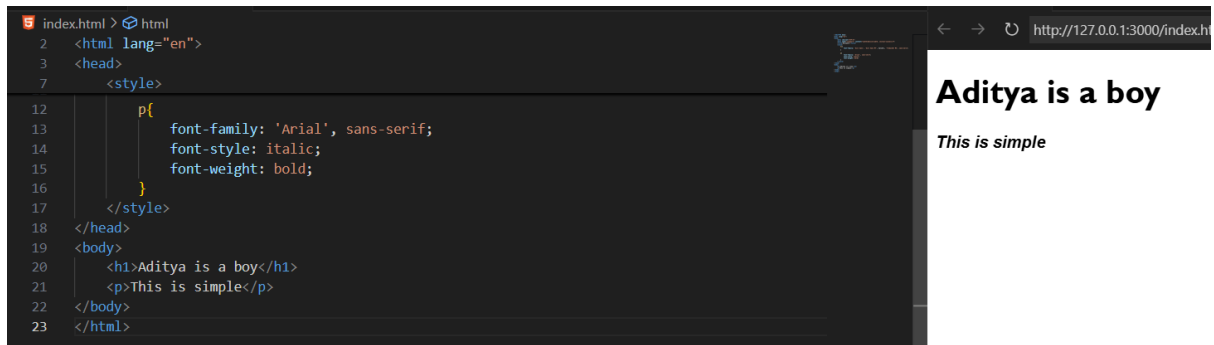 index.html > html
2 <html lang="en">
3 <head>
7 <style>
12 p{
13 font-family: 'Arial', sans-serif;
14 font-style: italic;
15 font-weight: bold;
16 }
17 </style>
18 </head>
19 <body>
20 <h1>Aditya is a boy</h1>
21 <p>This is simple</p>
22 </body>
23 </html>
http://127.0.0.1:3000/index.ht
Aditya is a boy
This is simple